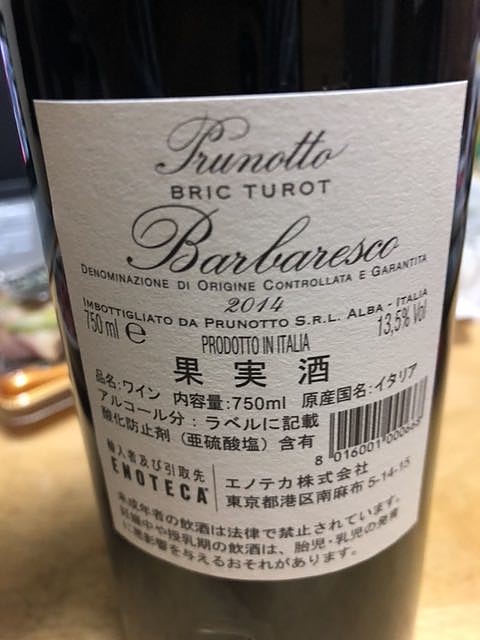 Prunotto
BRIC TUROT
Barbaresco
DENOMINAZIONE DI ORIGINE CONTROLLATA E GARANTITA
2014
IMBOTTIGLIATO DA PRUNOTTO S.R.L. ALBA - ITALIA
750 ml e 13,5% Vol
PRODOTTO IN ITALIA
果実酒
品名:ワイン 内容量:750ml 原産国名:イタリア
アルコール分:ラベルに記載
酸化防止剤(亜硫酸塩)含有
8 016001 000666
輸入者及び引取先
ENOTECA
エノテカ株式会社
東京都港区南麻布 5-14-15
未成年者の飲酒は法律で禁止されています。
妊娠中や授乳期の飲酒は、胎児・乳児の発育
に悪影響を与えるおそれがあります。